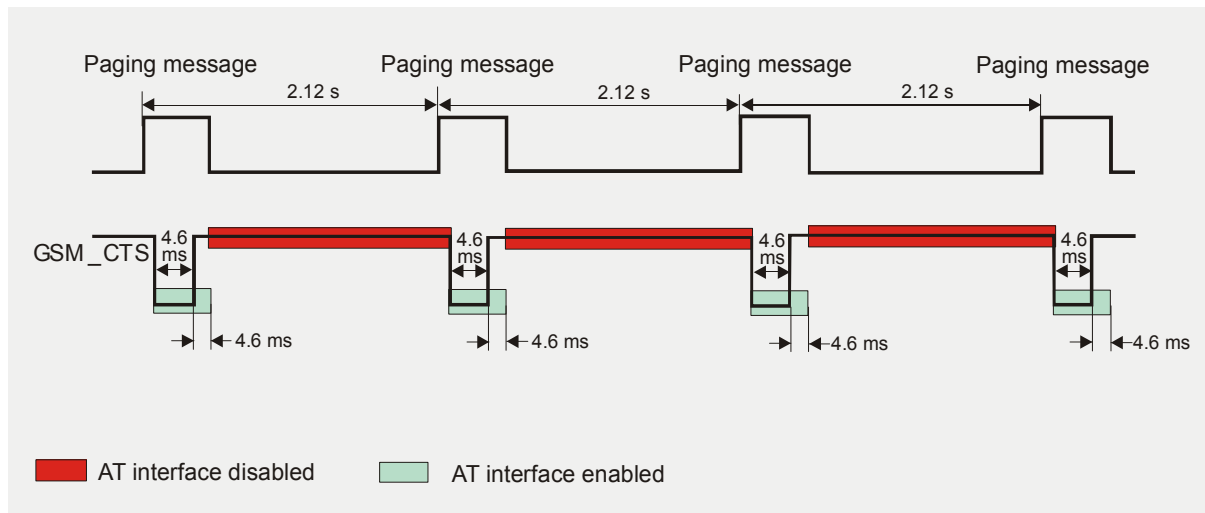 Paging message Paging message Paging message Paging message
2.12 s 2.12 s 2.12 s
4.6 4.6 4.6 4.6
ms ms ms ms
GSM_CTS
4.6 ms 4.6 ms 4.6 ms 4.6 ms
AT interface disabled AT interface enabled